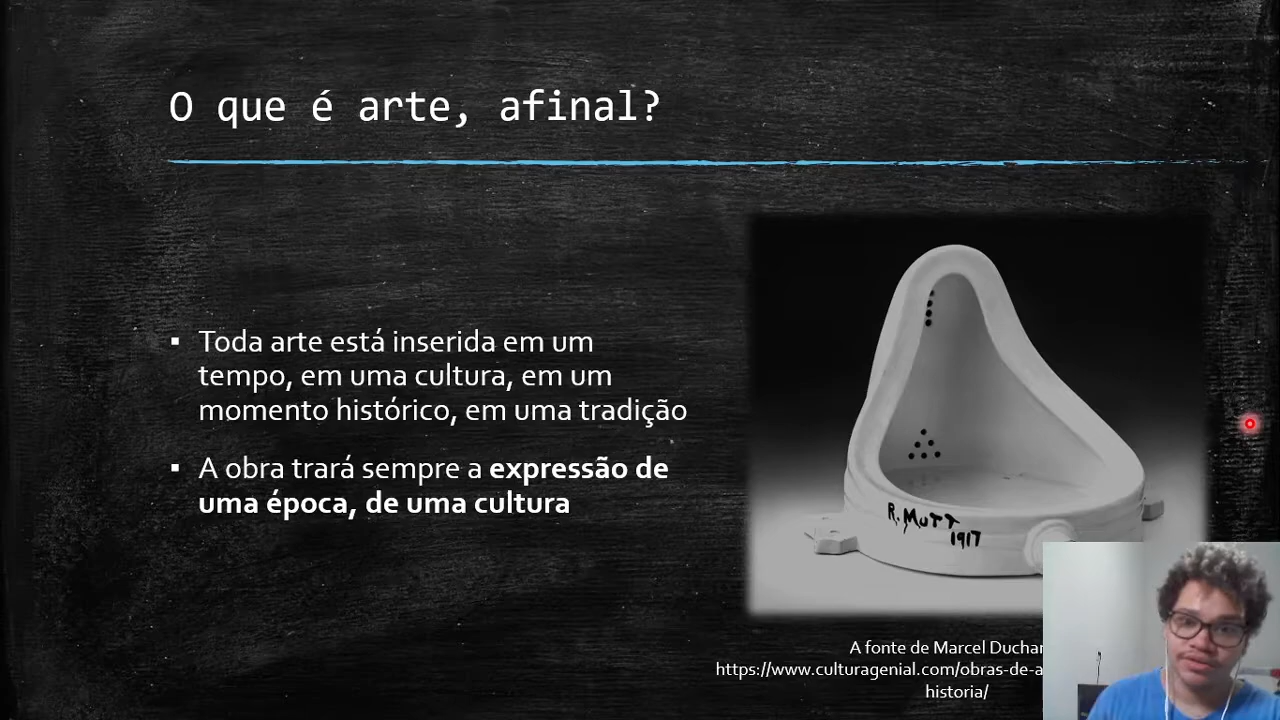 O que é arte, afinal?
Toda arte está inserida em um
tempo, em uma cultura, em um
momento histórico, em uma tradição
A obra trará sempre a expressão de
uma época, de uma cultura
R. MUTT
1917
A fonte de Marcel
https://www.culturagenial.com/obras-de-a
historia/